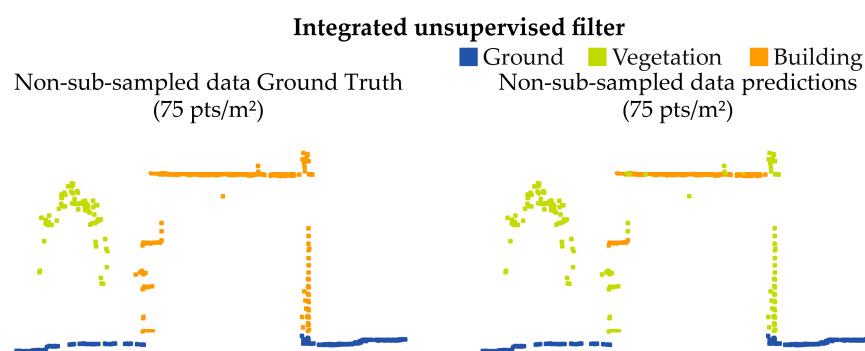 Integrated unsupervised filter
Ground Vegetation Building
Non-sub-sampled data Ground Truth
(75 pts/m²)
Non-sub-sampled data predictions
(75 pts/m²)